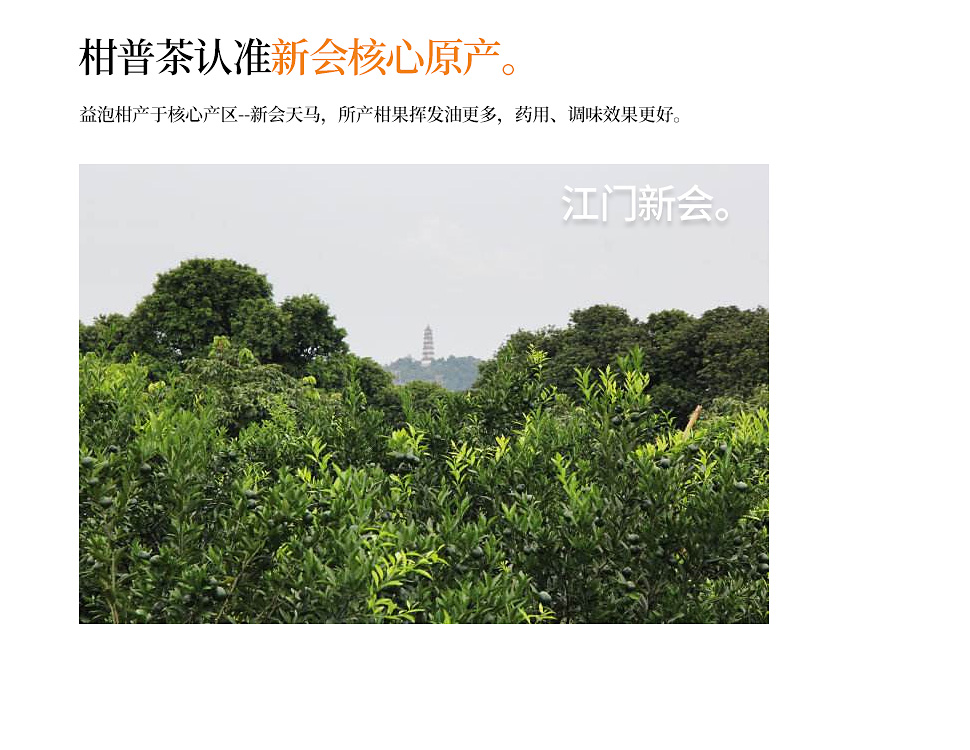 柑普茶认准新会核心原产。
益泡柑产于核心产区--新会天马，所产柑果挥发油更多，药用、调味效果更好。
江门新会。